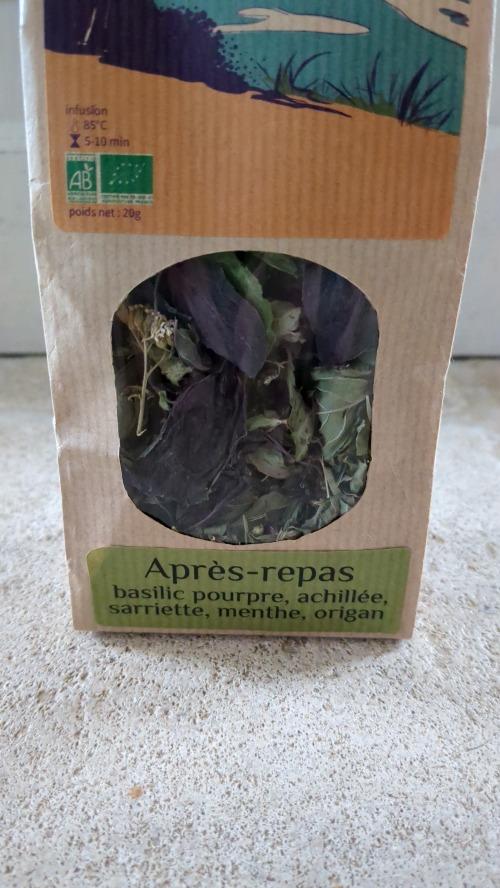 infusion
85°C
5-10 min
AB
poids net : 20g
Après-repas
basilic pourpre, achillée,
sarriette, menthe, origan